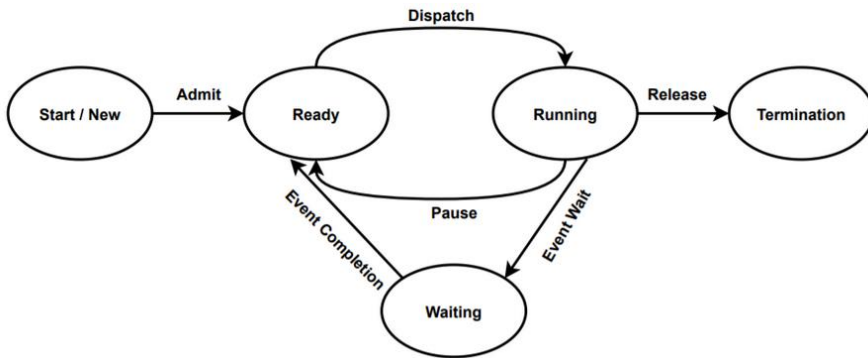 Dispatch
Admit
Release
Start / New
Ready
Running
Termination
Pause
Event Completion
Event Wait
Waiting